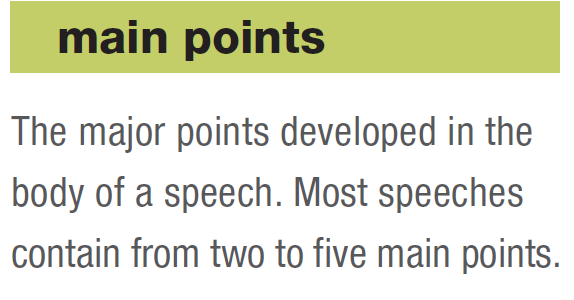 main points
The major points developed in the
body of a speech. Most speeches
contain from two to five main points.